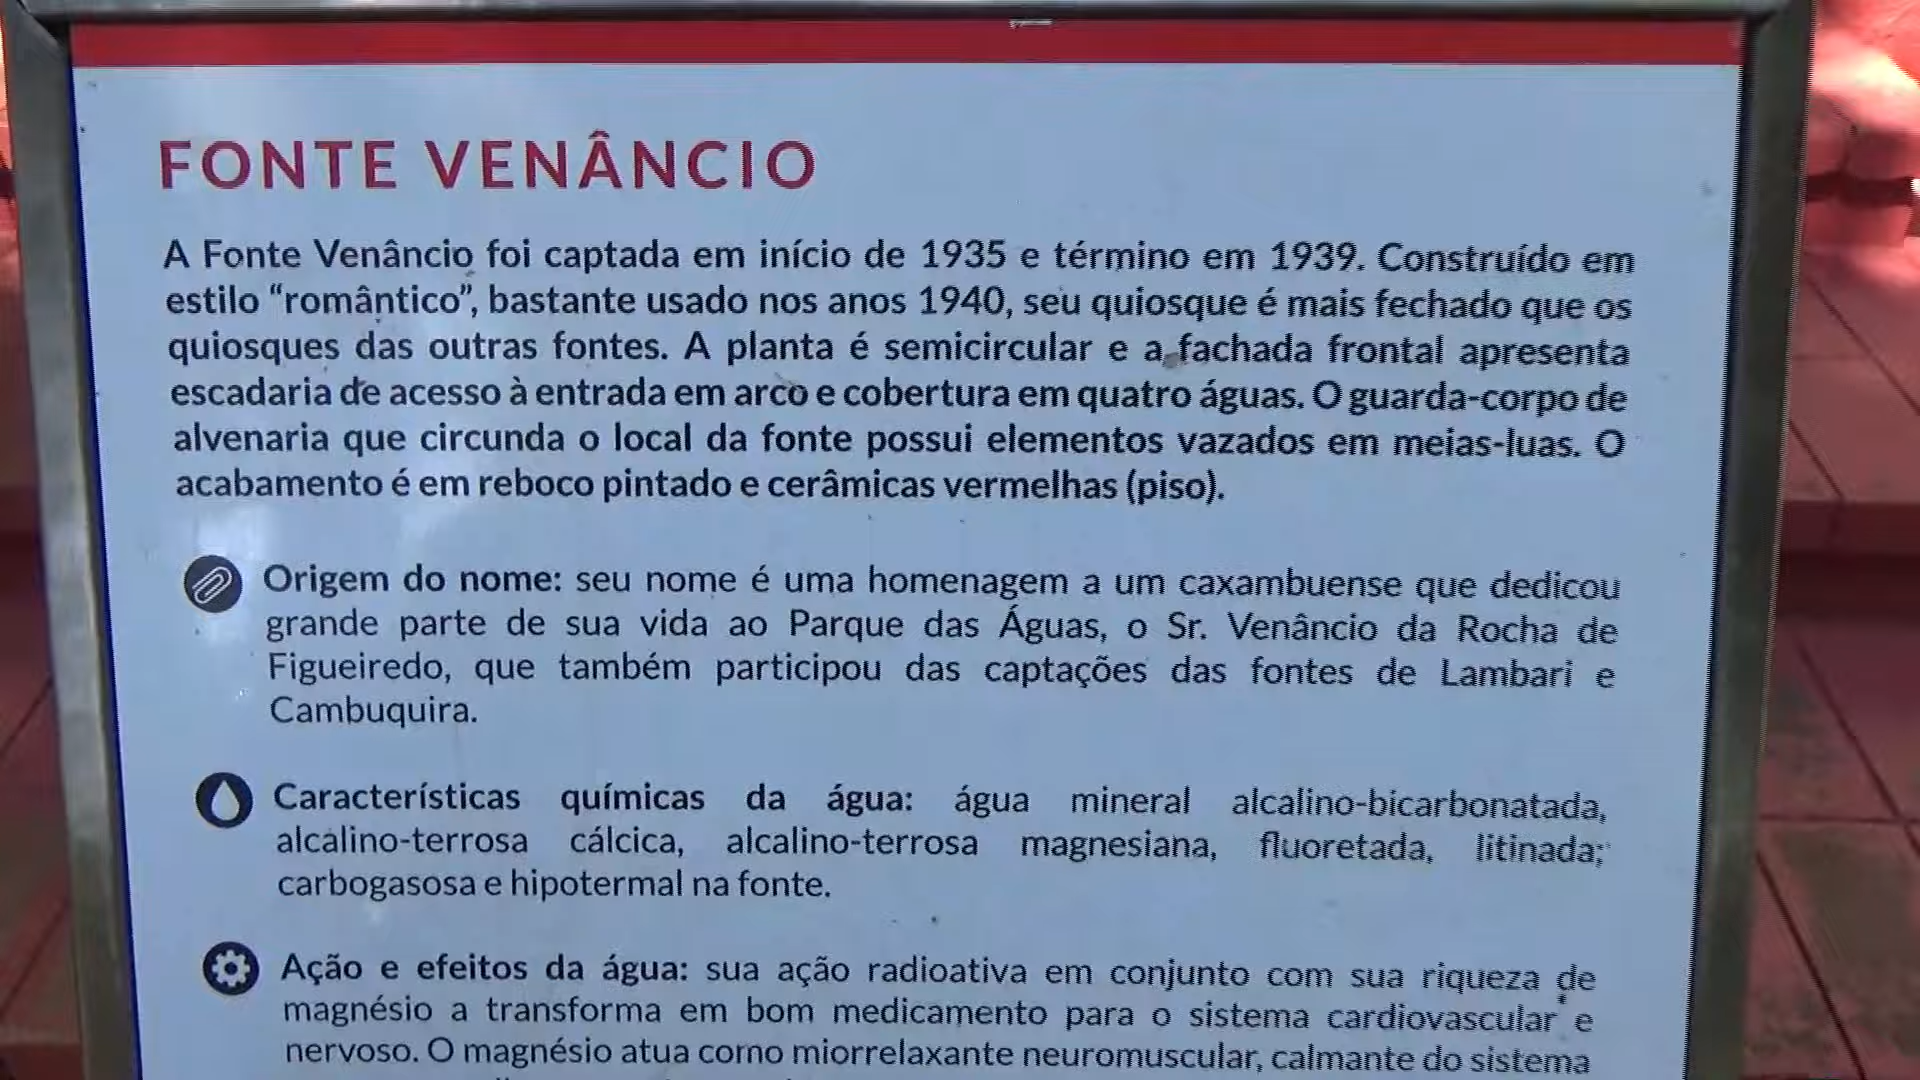 FONTE VENÂNCIO
A Fonte Venâncio foi captada em início de 1935 e término em 1939. Construído em
estilo “romântico”, bastante usado nos anos 1940, seu quiosque é mais fechado que os
quiosques das outras fontes. A planta é semicircular e a fachada frontal apresenta
escadaria de acesso à entrada em arco e cobertura em quatro águas. O guarda-corpo de
alvenaria que circunda o local da fonte possui elementos vazados em meias-luas. O
acabamento é em reboco pintado e cerâmicas vermelhas (piso).
Origem do nome: seu nome é uma homenagem a um caxambuense que dedicou
grande parte de sua vida ao Parque das Águas, o Sr. Venâncio da Rocha de
Figueiredo, que também participou das captações das fontes de Lambari e
Cambuquira.
Características químicas da água: água mineral alcalino-bicarbonatada,
alcalino-terrosa cálcica, alcalino-terrosa magnesiana, fluoretada, litinada;
carbogasosa e hipotermal na fonte.
Ação e efeitos da água: sua ação radioativa em conjunto com sua riqueza de
magnésio a transforma em bom medicamento para o sistema cardiovascular e
nervoso. O magnésio atua como miorrelaxante neuromuscular, calmante do sistema